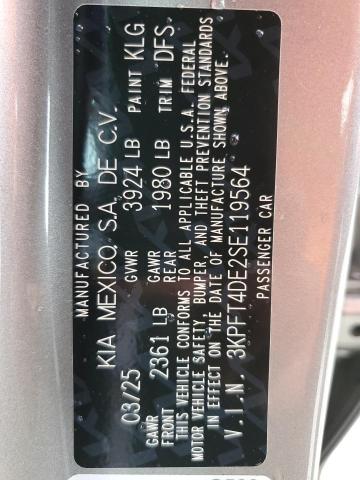 MANUFACTURED BY
KIA MEXICO, S.A. DE C.V.
03/25 GVWR 3924 LB PAINT KLG
GAWR FRONT 2361 LB GAWR REAR 1980 LB TRIM DFS.
THIS VEHICLE CONFORMS TO ALL APPLICABLE U.S.A. FEDERAL
MOTOR VEHICLE SAFETY, BUMPER, AND THEFT PREVENTION STANDARDS
IN EFFECT ON THE DATE OF MANUFACTURE SHOWN ABOVE.
V.I.N. 3KPFT4DE2SE119564
PASSENGER CAR